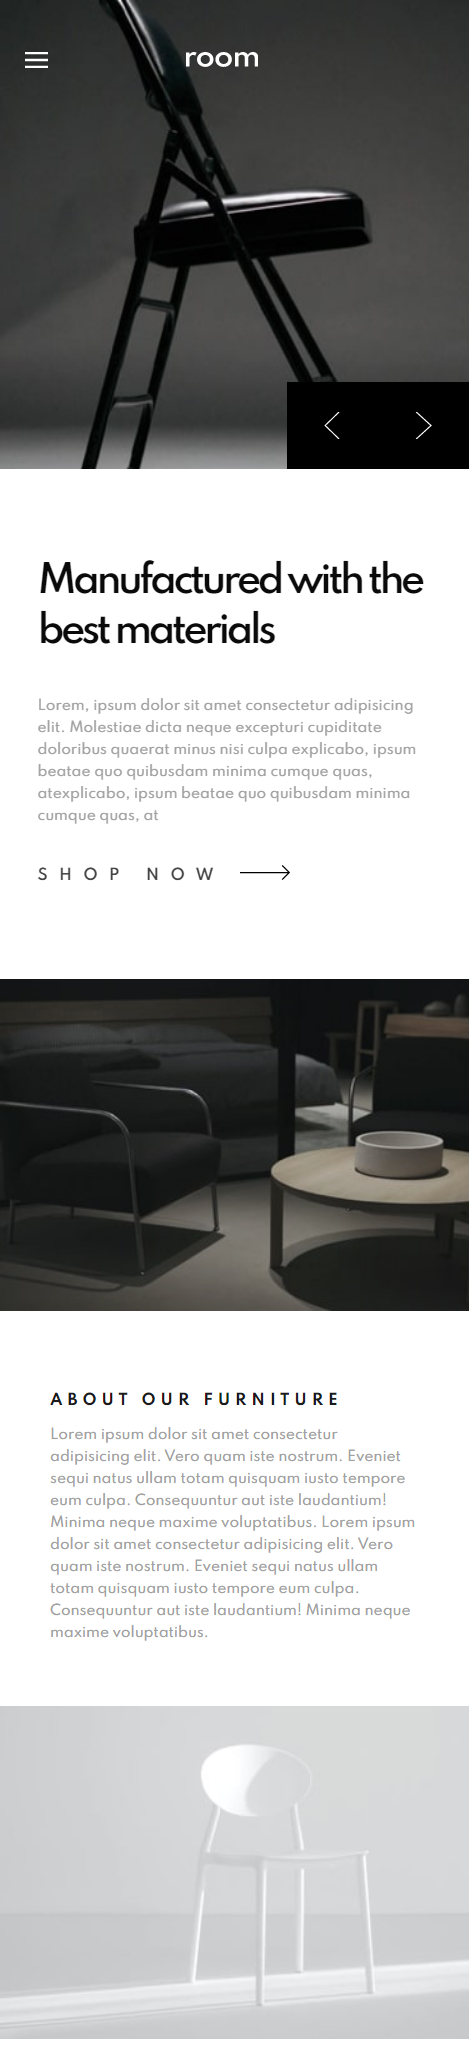 room
Manufactured with the
best materials
Lorem, ipsum dolor sit amet consectetur adipisicing
elit. Molestiae dicta neque excepturi cupiditate
doloribus quaerat minus nisi culpa explicabo, ipsum
beatae quo quibusdam minima cumque quas,
atexplicabo, ipsum beatae quo quibusdam minima
cumque quas, at
SHOP NOW
ABOUT OUR FURNITURE
Lorem ipsum dolor sit amet consectetur
adipisicing elit. Vero quam iste nostrum. Eveniet
sequi natus ullam totam quisquam iusto tempore
eum culpa. Consequuntur aut iste laudantium!
Minima neque maxime voluptatibus. Lorem ipsum
dolor sit amet consectetur adipisicing elit. Vero
quam iste nostrum. Eveniet sequi natus ullam
totam quisquam iusto tempore eum culpa.
Consequuntur aut iste laudantium! Minima neque
maxime voluptatibus.